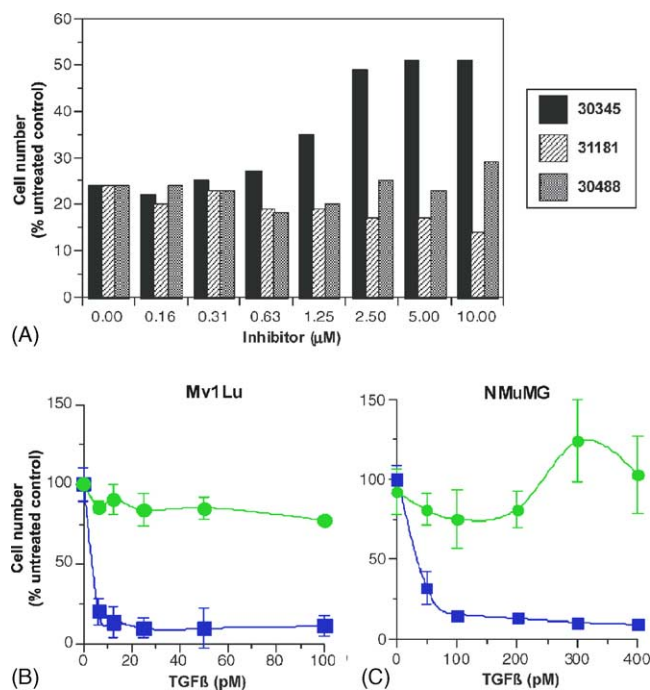 60
50
40
30
20
10
0
Cell number
(% untreated control)
0.00 0.16 0.31 0.63 1.25 2.50 5.00 10.00
Inhibitor (µM)
30345
31181
30488
(A)
Mv1Lu
150
100
50
0
Cell number
(% untreated control)
0 20 40 60 80 100
TGFß (pM)
(B)
NMuMG
150
100
50
0
0 100 200 300 400
TGFß (pM)
(C)